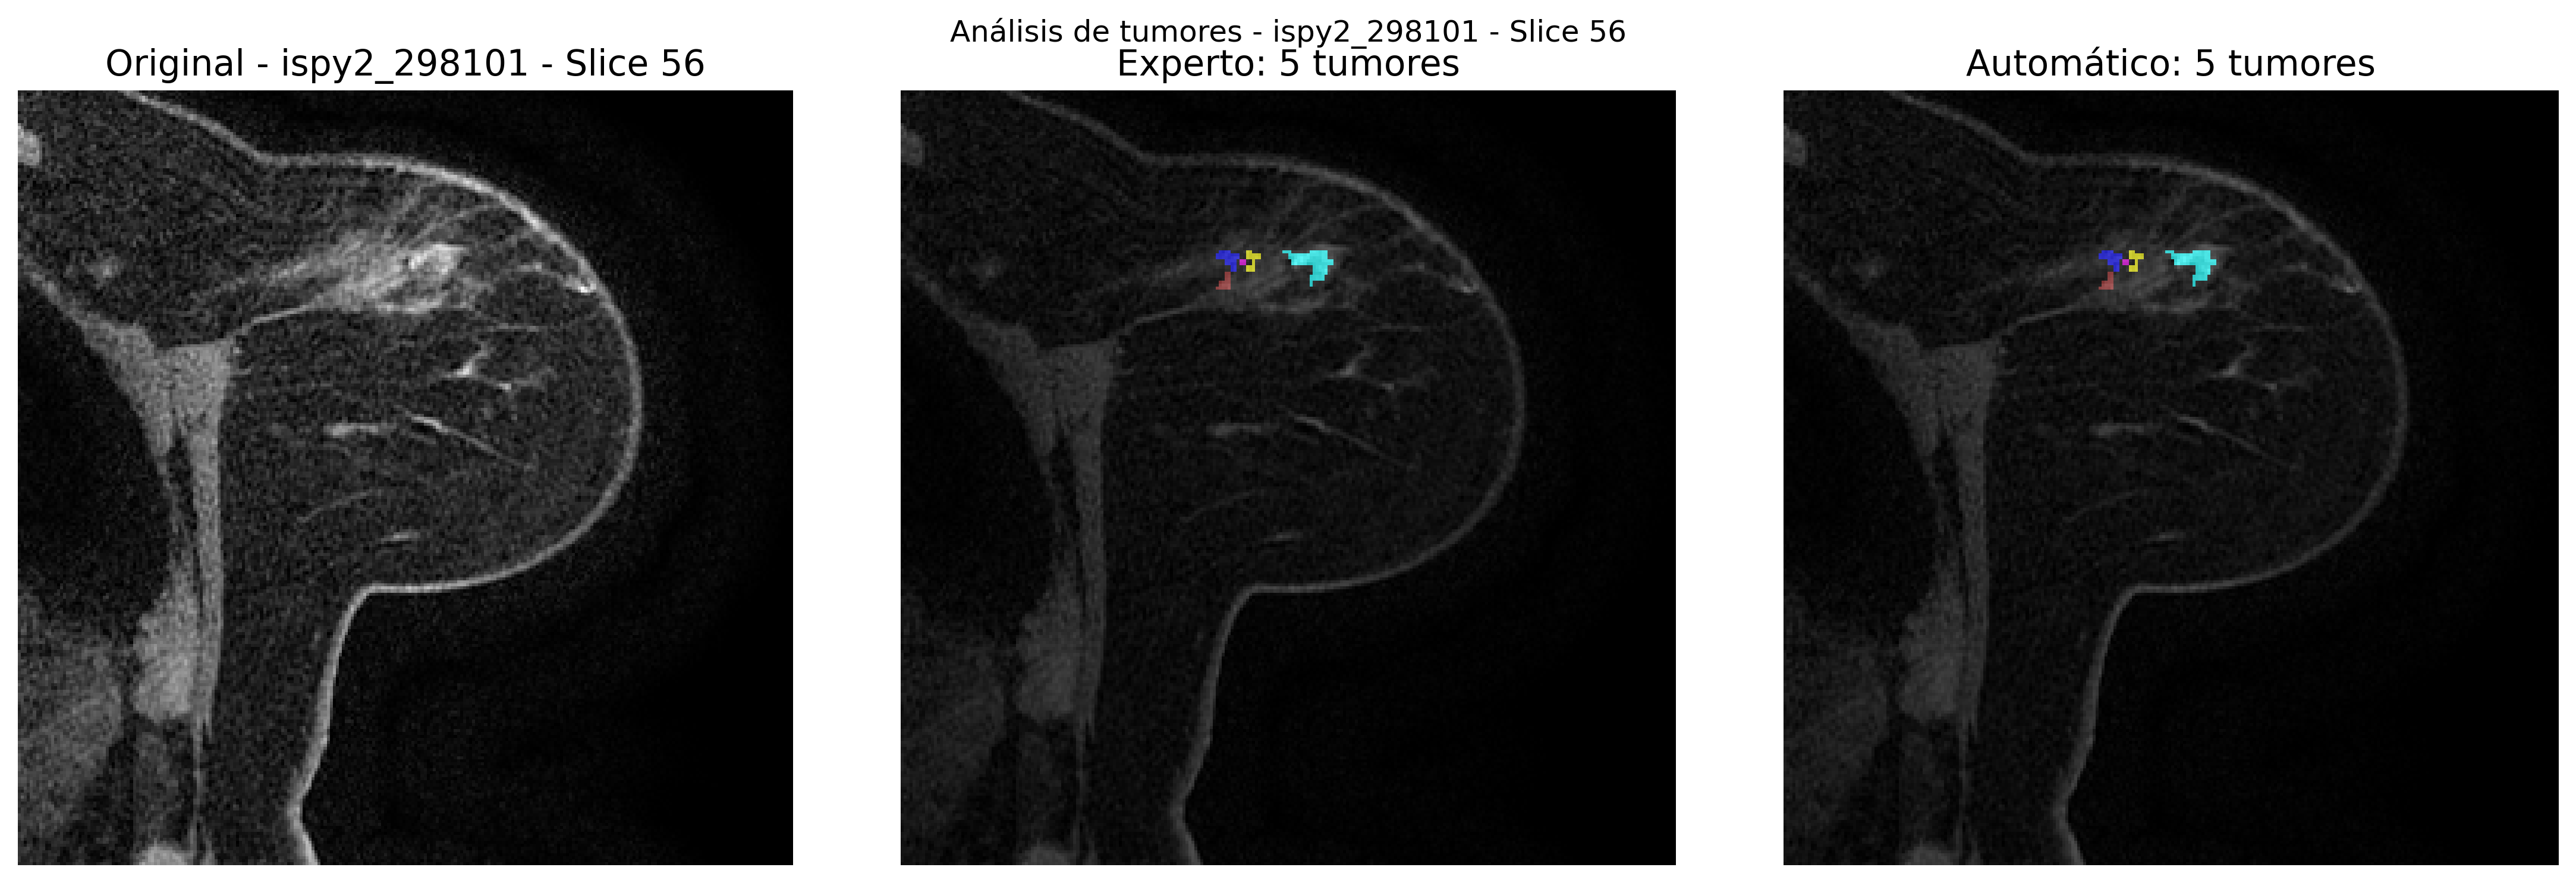 Análisis de tumores - ispy2_298101 - Slice 56
Original - ispy2_298101 - Slice 56
Experto: 5 tumores
Automático: 5 tumores